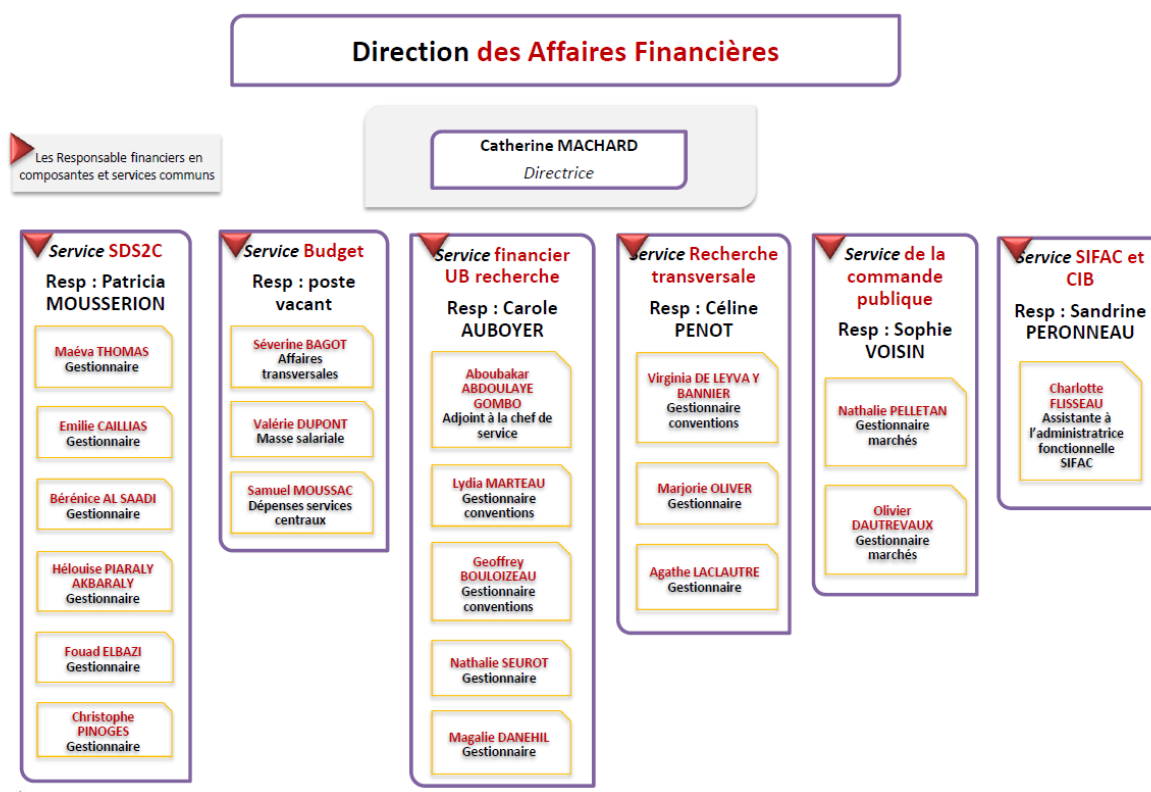 Direction des Affaires Financières
Les Responsable financiers en
composantes et services communs
Catherine MACHARD
Directrice
Service SDS2C
Resp : Patricia
MOUSSERION
Maéva THOMAS
Gestionnaire
Emilie CAILLIAS
Gestionnaire
Bérénice AL SAADI
Gestionnaire
Hélouise PIARALY
AKBARALY
Gestionnaire
Fouad ELBAZI
Gestionnaire
Christophe
PINOGES
Gestionnaire
Service Budget
Resp : poste
vacant
Séverine BAGOT
Affaires
transversales
Valérie DUPONT
Masse salariale
Samuel MOUSSAC
Dépenses services
centraux
Service financier
UB recherche
Resp : Carole
AUBOYER
Aboubakar
ABDOULAYE
GOMBO
Adjoint à la chef de
service
Lydia MARTEAU
Gestionnaire
conventions
Geoffrey
BOULOIZEAU
Gestionnaire
conventions
Nathalie SEUROT
Gestionnaire
Magalie DANEHIL
Gestionnaire
Service Recherche
transversale
Resp : Céline
PENOT
Virginia DE LEYVA Y
BANNIER
Gestionnaire
conventions
Marjorie OLIVER
Gestionnaire
Agathe LACLAUTRE
Gestionnaire
Service de la
commande
publique
Resp : Sophie
VOISIN
Nathalie PELLETAN
Gestionnaire
marchés
Olivier
DAUTREVAUX
Gestionnaire
marchés
Service SIFAC et
CIB
Resp : Sandrine
PERONNEAU
Charlotte
FLISSEAU
Assistante à
l'administratrice
fonctionnelle
SIFAC